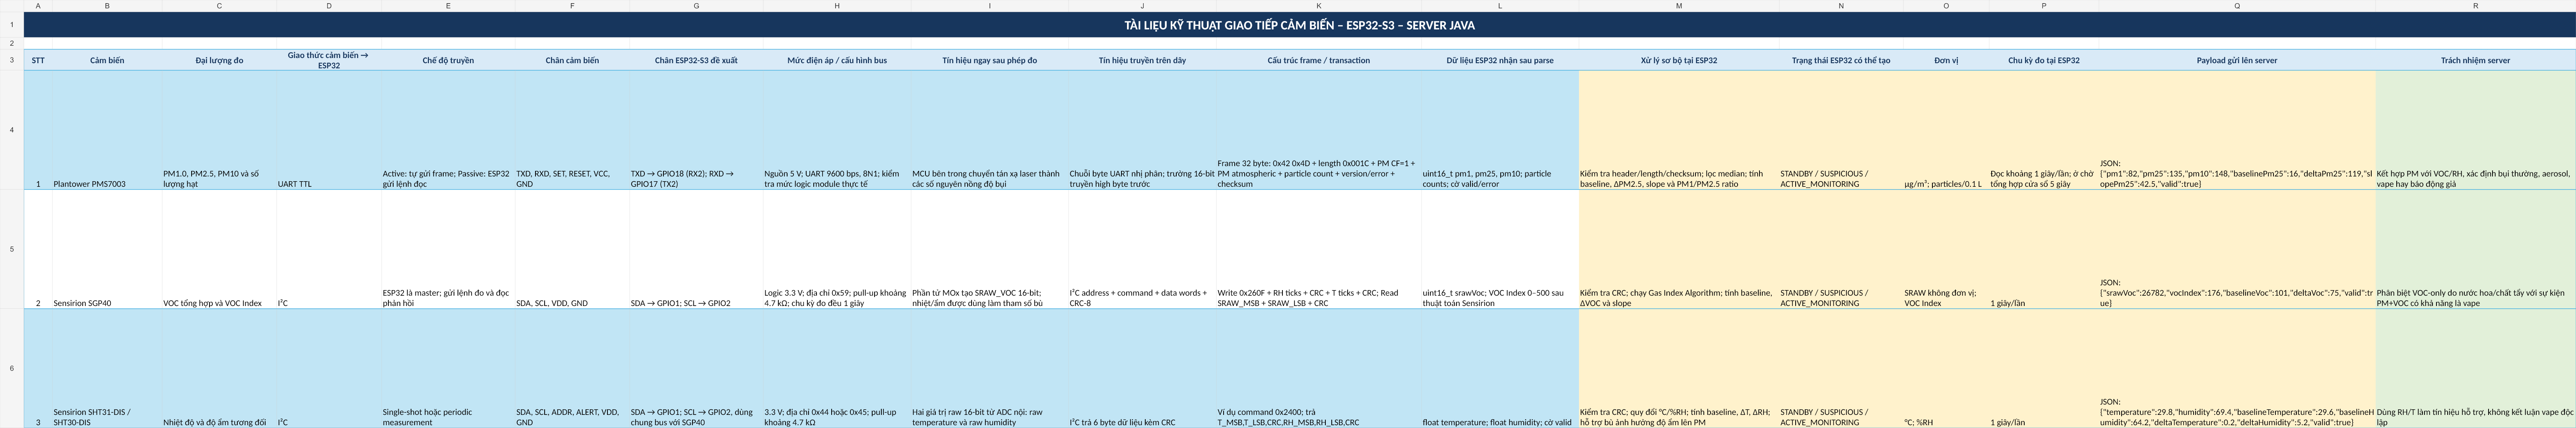 A B C D E F G H I J K L M N O P Q R
1 TÀI LIỆU KỸ THUẬT GIAO TIẾP CẢM BIẾN – ESP32-S3 – SERVER JAVA
2
3 STT Cảm biến Đại lượng đo Giao thức cảm biến → ESP32 Chế độ truyền Chân cảm biến Chân ESP32-S3 đề xuất Mức điện áp / cấu hình bus Tín hiệu ngay sau phép đo Tín hiệu truyền trên dây Cấu trúc frame / transaction Dữ liệu ESP32 nhận sau parse Xử lý sơ bộ tại ESP32 Trạng thái ESP32 có thể tạo Đơn vị Chu kỳ đo tại ESP32 Payload gửi lên server Trách nhiệm server
4
1
Plantower PMS7003
PM1.0, PM2.5, PM10 và số
lượng hạt
UART TTL
Active: tự gửi frame; Passive: ESP32
gửi lệnh đọc
TXD, RXD, SET, RESET, VCC,
GND
TXD → GPIO18 (RX2); RXD →
GPIO17 (TX2)
Nguồn 5 V; UART 9600 bps, 8N1; kiểm
tra mức logic module thực tế
MCU bên trong chuyển tán xạ laser thành
các số nguyên nồng độ bụi
Chuỗi byte UART nhị phân; trường 16-bit
truyền high byte trước
Frame 32 byte: 0x42 0x4D + length 0x001C + PM CF=1 +
PM atmospheric + particle count + version/error +
checksum
uint16_t pm1, pm25, pm10; particle
counts; cờ valid/error
Kiểm tra header/length/checksum; lọc median; tính
baseline, ΔPM2.5, slope và PM1/PM2.5 ratio
STANDBY / SUSPICIOUS /
ACTIVE_MONITORING
µg/m³; particles/0.1 L
Đọc khoảng 1 giây/lần; ở chờ
tổng hợp cửa sổ 5 giây
JSON:
{"pm1":82,"pm25":135,"pm10":148,"baselinePm25":16,"deltaPm25":119,"sl
opePm25":42.5,"valid":true}
Kết hợp PM với VOC/RH, xác định bụi thường, aerosol,
vape hay báo động giả
5
2
Sensirion SGP40
VOC tổng hợp và VOC Index
I²C
ESP32 là master; gửi lệnh đo và đọc
phản hồi
SDA, SCL, VDD, GND
SDA → GPIO1; SCL → GPIO2
Logic 3.3 V; địa chỉ 0x59; pull-up khoảng
4.7 kΩ; chu kỳ đo đều 1 giây
Phần tử MOx tạo SRAW_VOC 16-bit;
nhiệt/ẩm được dùng làm tham số bù
I²C address + command + data words +
CRC-8
Write 0x260F + RH ticks + CRC + T ticks + CRC; Read
SRAW_MSB + SRAW_LSB + CRC
uint16_t srawVoc; VOC Index 0–500 sau
thuật toán Sensirion
Kiểm tra CRC; chạy Gas Index Algorithm; tính baseline,
ΔVOC và slope
STANDBY / SUSPICIOUS /
ACTIVE_MONITORING
SRAW không đơn vị;
VOC Index
1 giây/lần
JSON:
{"srawVoc":26782,"vocIndex":176,"baselineVoc":101,"deltaVoc":75,"valid":tr
ue}
Phân biệt VOC-only do nước hoa/chất tẩy với sự kiện
PM+VOC có khả năng là vape
6
3
Sensirion SHT31-DIS /
SHT30-DIS
Nhiệt độ và độ ẩm tương đối
I²C
Single-shot hoặc periodic
measurement
SDA, SCL, ADDR, ALERT, VDD,
GND
SDA → GPIO1; SCL → GPIO2, dùng
chung bus với SGP40
3.3 V; địa chỉ 0x44 hoặc 0x45; pull-up
khoảng 4.7 kΩ
Hai giá trị raw 16-bit từ ADC nội: raw
temperature và raw humidity
I²C trả 6 byte dữ liệu kèm CRC
Ví dụ command 0x2400; trả
T_MSB,T_LSB,CRC,RH_MSB,RH_LSB,CRC
float temperature; float humidity; cờ valid
Kiểm tra CRC; quy đổi °C/%RH; tính baseline, ΔT, ΔRH;
hỗ trợ bù ảnh hưởng độ ẩm lên PM
STANDBY / SUSPICIOUS /
ACTIVE_MONITORING
°C; %RH
1 giây/lần
JSON:
{"temperature":29.8,"humidity":69.4,"baselineTemperature":29.6,"baselineH
umidity":64.2,"deltaTemperature":0.2,"deltaHumidity":5.2,"valid":true}
Dùng RH/T làm tín hiệu hỗ trợ, không kết luận vape độc
lập